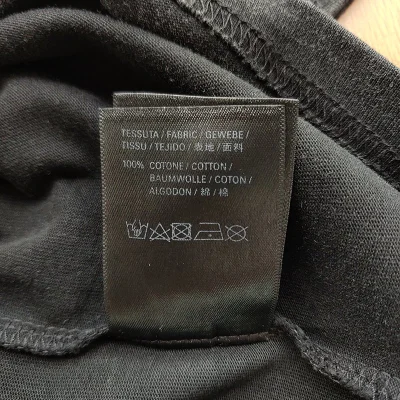 TESSUTA / FABRIC / GEWEBE /
TISSU / TEJIDO / 表地 / 面料
100% COTONE / COTTON /
BAUMWOLLE / COTON /
ALGODON / 綿 / 棉